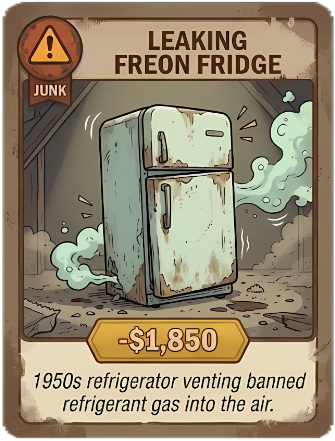 LEAKING
FREON FRIDGE
JUNK
-$1,850
1950s refrigerator venting banned
refrigerant gas into the air.